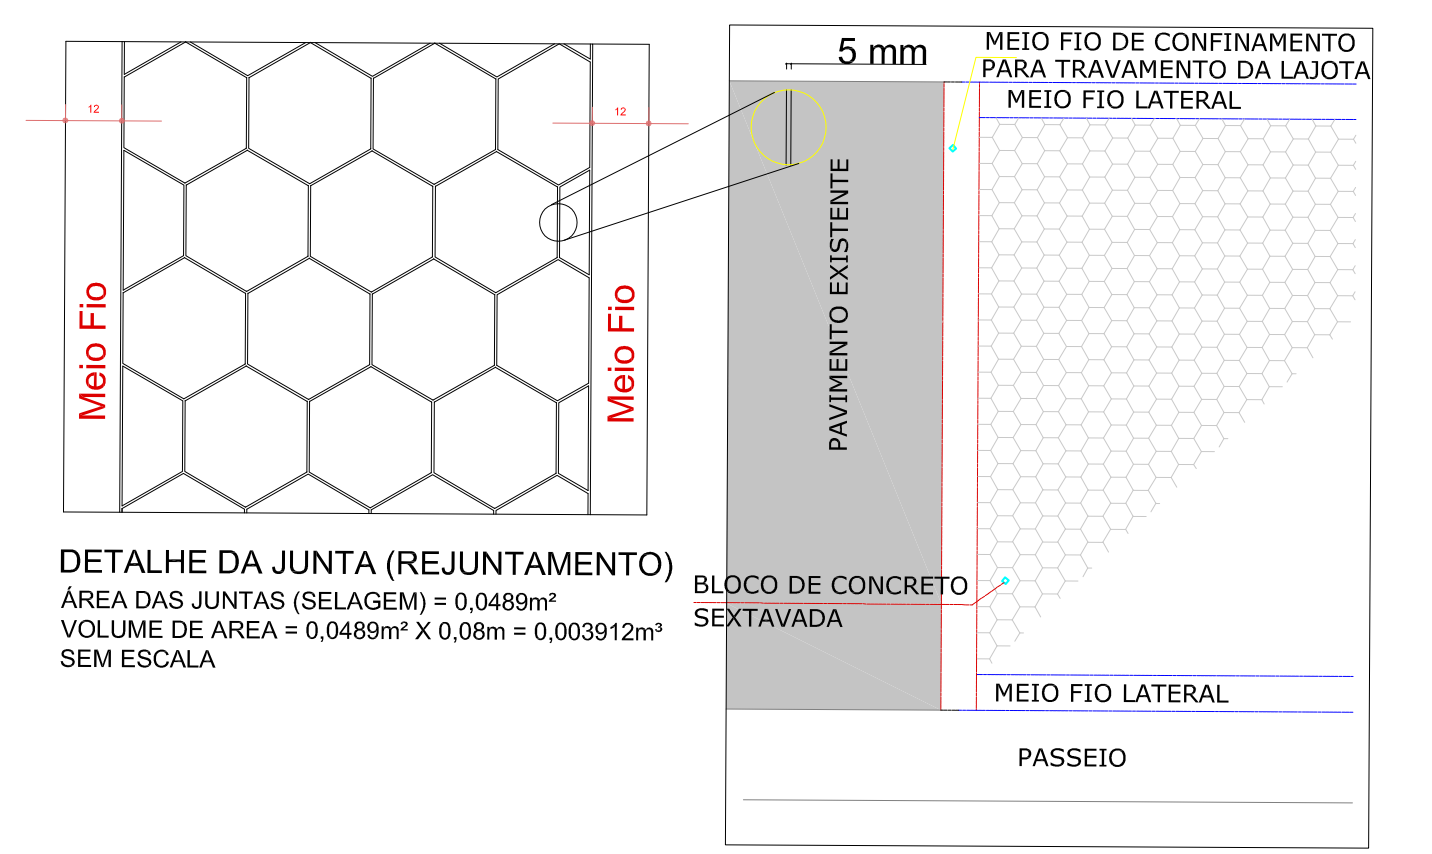 12
12
Meio Fio
Meio Fio
DETALHE DA JUNTA (REJUNTAMENTO)
ÁREA DAS JUNTAS (SELAGEM) = 0,0489m²
VOLUME DE AREA = 0,0489m² X 0,08m = 0,003912m³
SEM ESCALA
5 mm
MEIO FIO DE CONFINAMENTO
PARA TRAVAMENTO DA LAJOTA
MEIO FIO LATERAL
PAVIMENTO EXISTENTE
BLOCO DE CONCRETO
SEXTAVADA
MEIO FIO LATERAL
PASSEIO